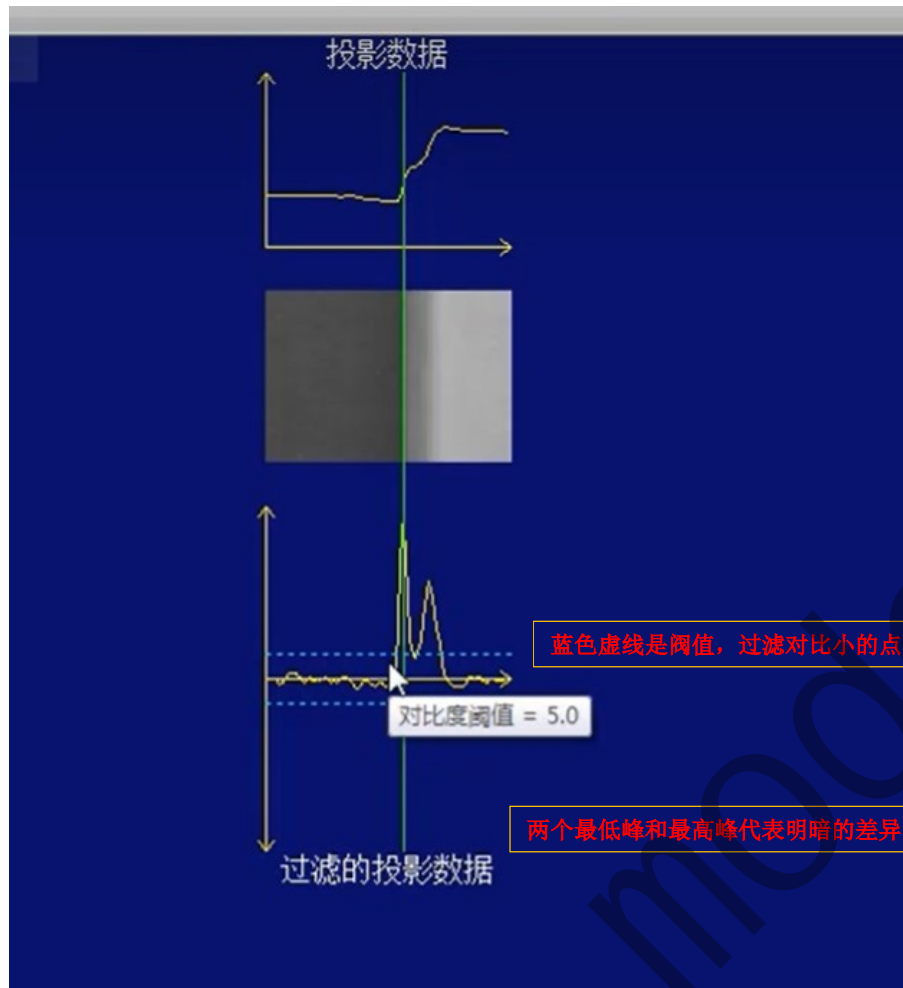 投影数据
蓝色虚线是阀值，过滤对比小的点
对比度阈值 = 5.0
两个最低峰和最高峰代表明暗的差异
过滤的投影数据